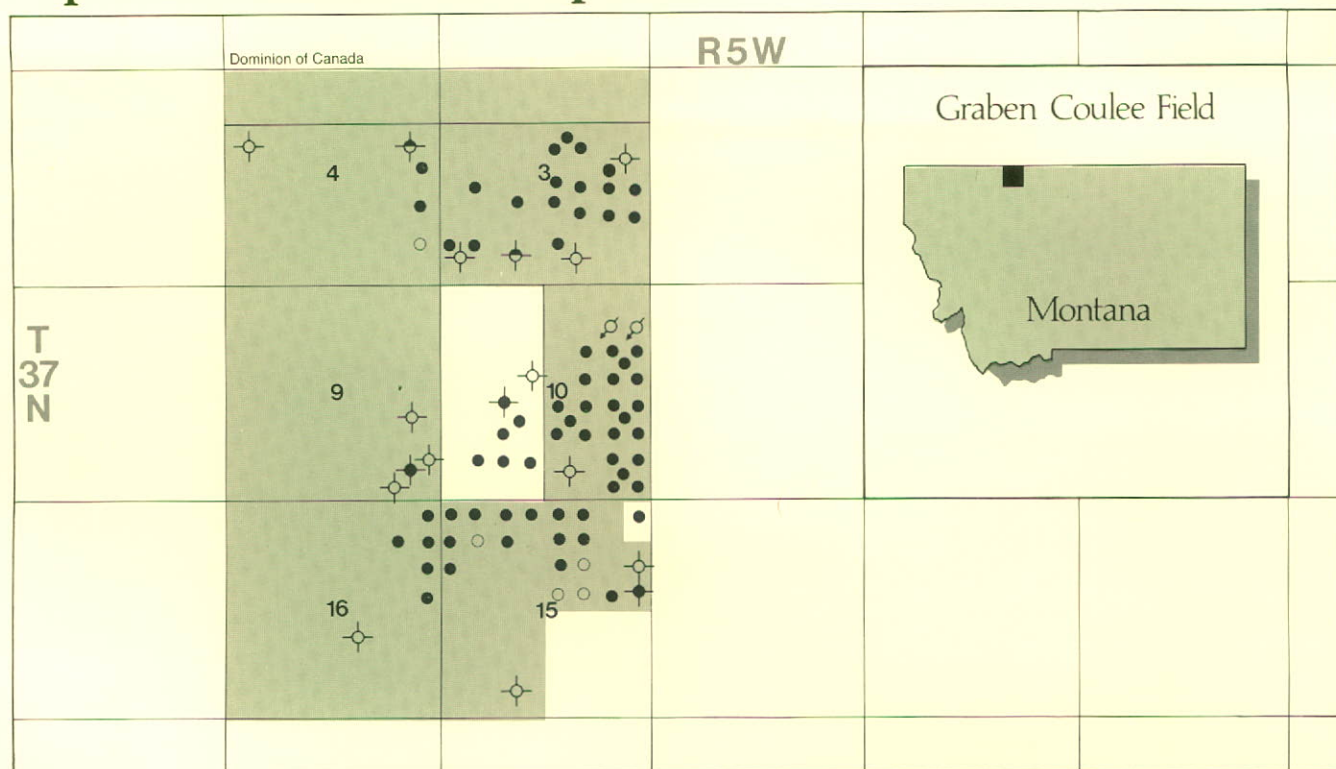 R5W
Dominion of Canada
Graben Coulee Field
4
3
Montana
T
37
N
9
10
16
15